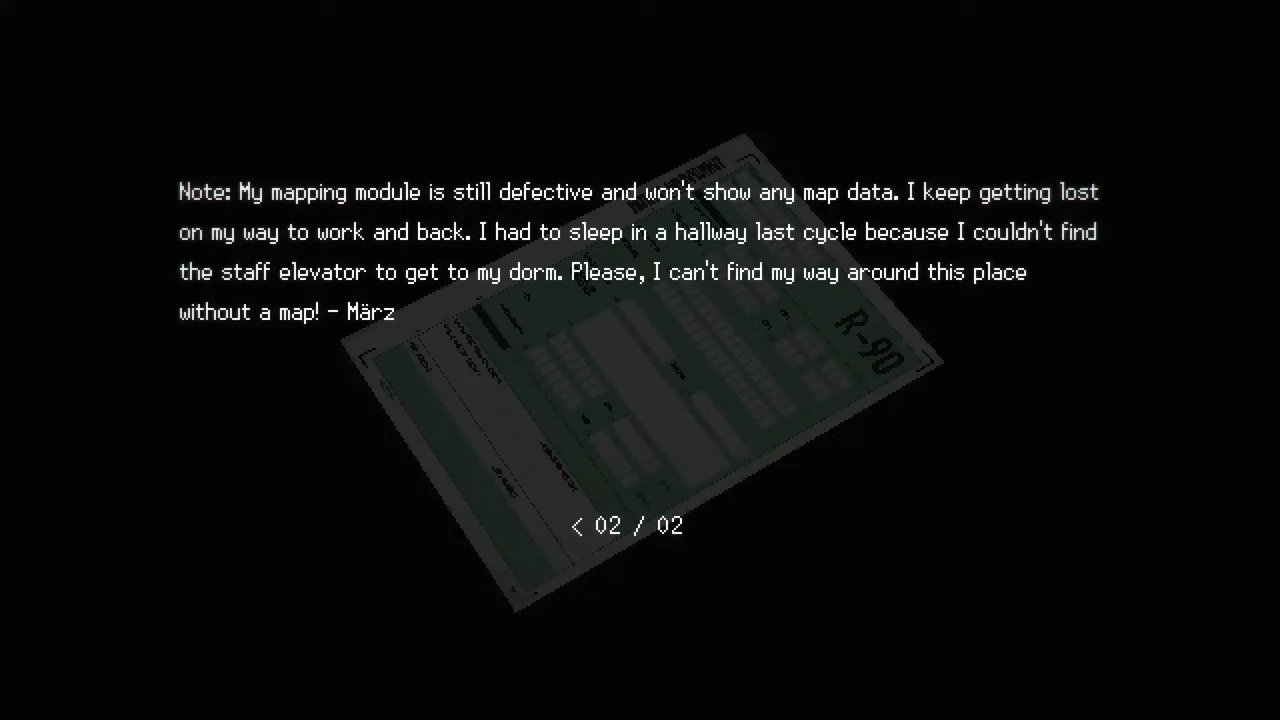 Note: My mapping module is still defective and won't show any map data. I keep getting lost
on my way to work and back. I had to sleep in a hallway last cycle because I couldn't find
the staff elevator to get to my dorm. Please, I can't find my way around this place
without a map! - März
R-90
< 02 / 02